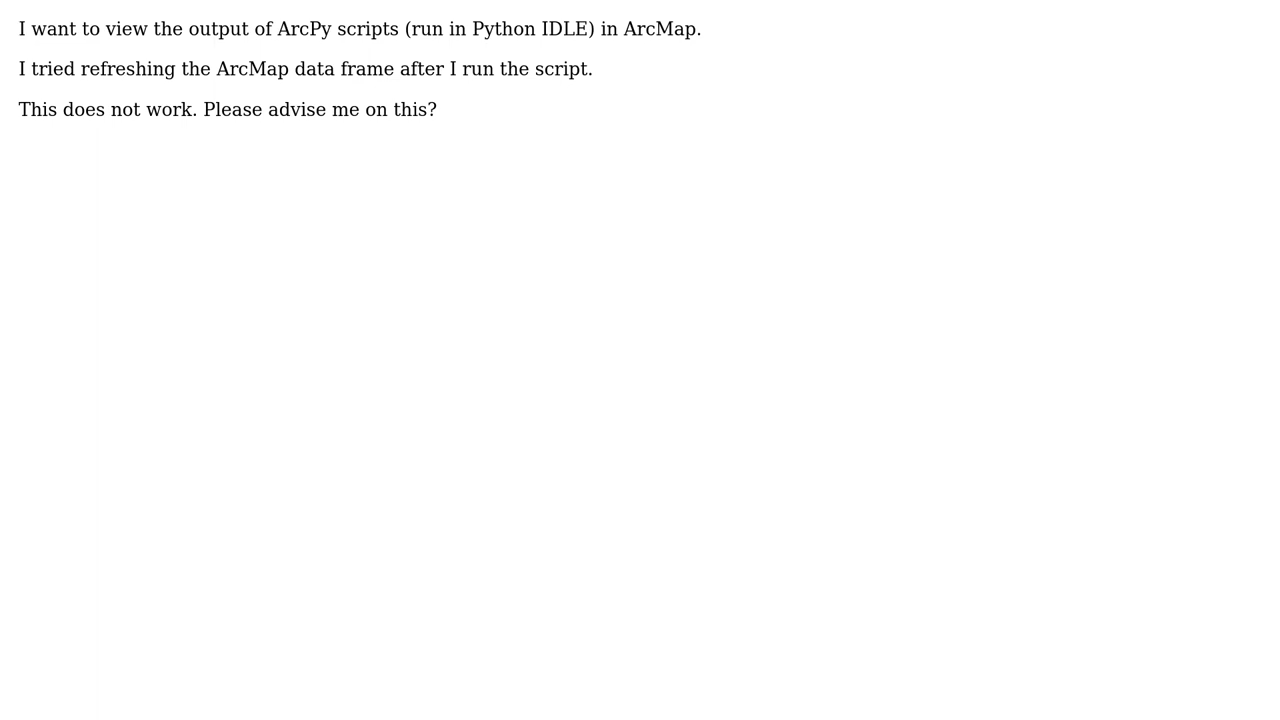 I want to view the output of ArcPy scripts (run in Python IDLE) in ArcMap.
I tried refreshing the ArcMap data frame after I run the script.
This does not work. Please advise me on this?